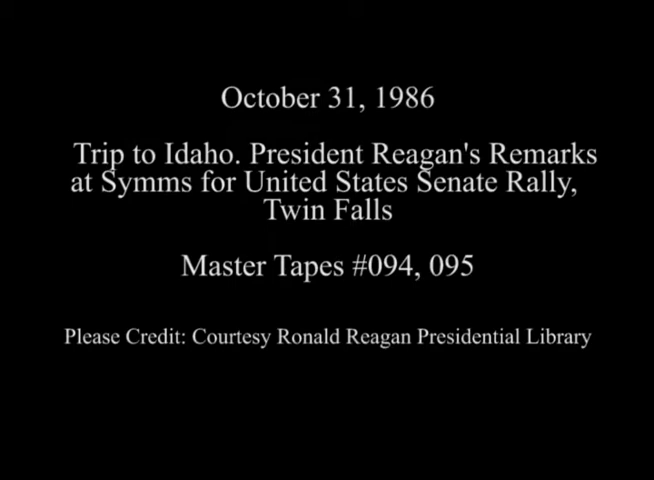 October 31, 1986
Trip to Idaho. President Reagan's Remarks
at Symms for United States Senate Rally,
Twin Falls
Master Tapes #094, 095
Please Credit: Courtesy Ronald Reagan Presidential Library